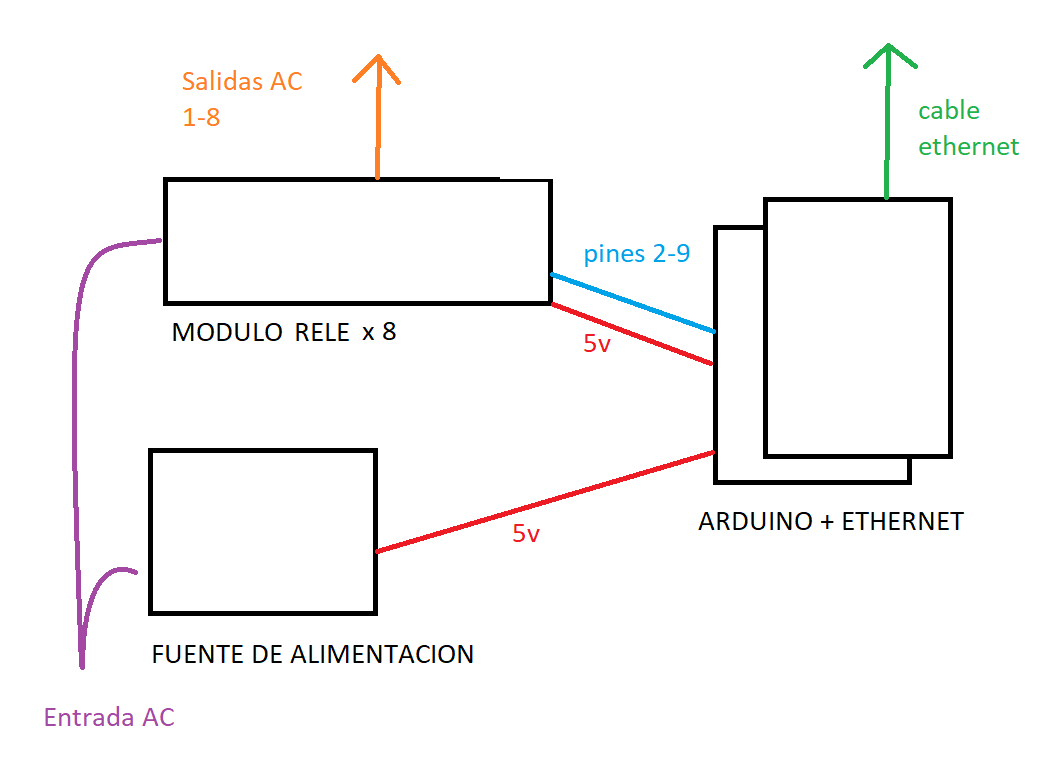 Salidas AC
1-8
cable
ethernet
pines 2-9
MODULO RELE x 8
5v
ARDUINO + ETHERNET
5v
FUENTE DE ALIMENTACION
Entrada AC